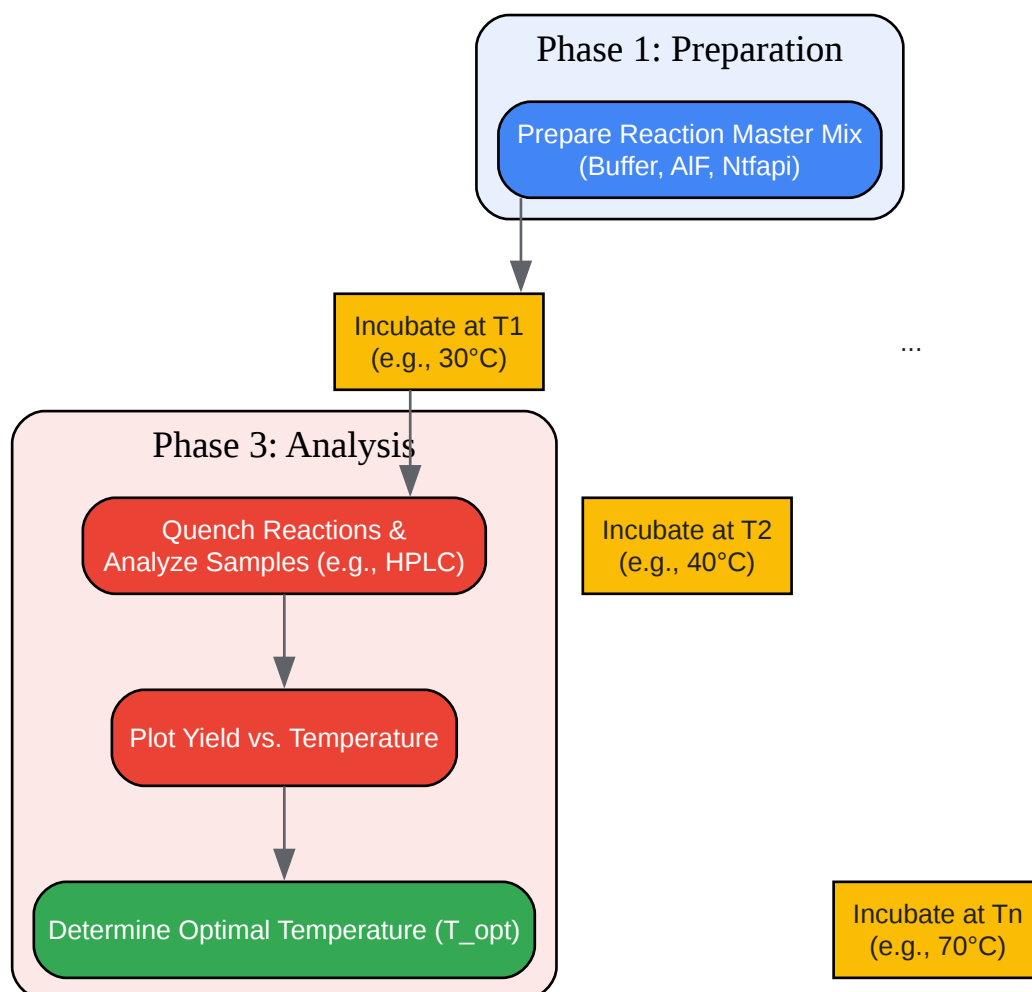 Phase 1: Preparation
Prepare Reaction Master Mix
(Buffer, AlF, Ntfapi)
Incubate at T1
(e.g., 30°C)
...
Phase 3: Analysis
Quench Reactions &
Analyze Samples (e.g., HPLC)
Incubate at T2
(e.g., 40°C)
Plot Yield vs. Temperature
Determine Optimal Temperature (T_opt)
Incubate at Tn
(e.g., 70°C)